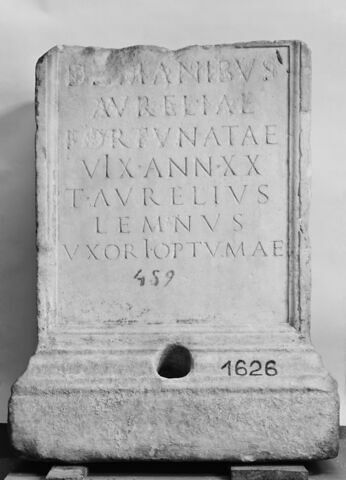 DIS MANIBVS
AVRELIAE
FORTVNATAE
VIX·ANN·XX
T·AVRELIVS
LEMNVS
VXORI OPTVMAE
459
1626